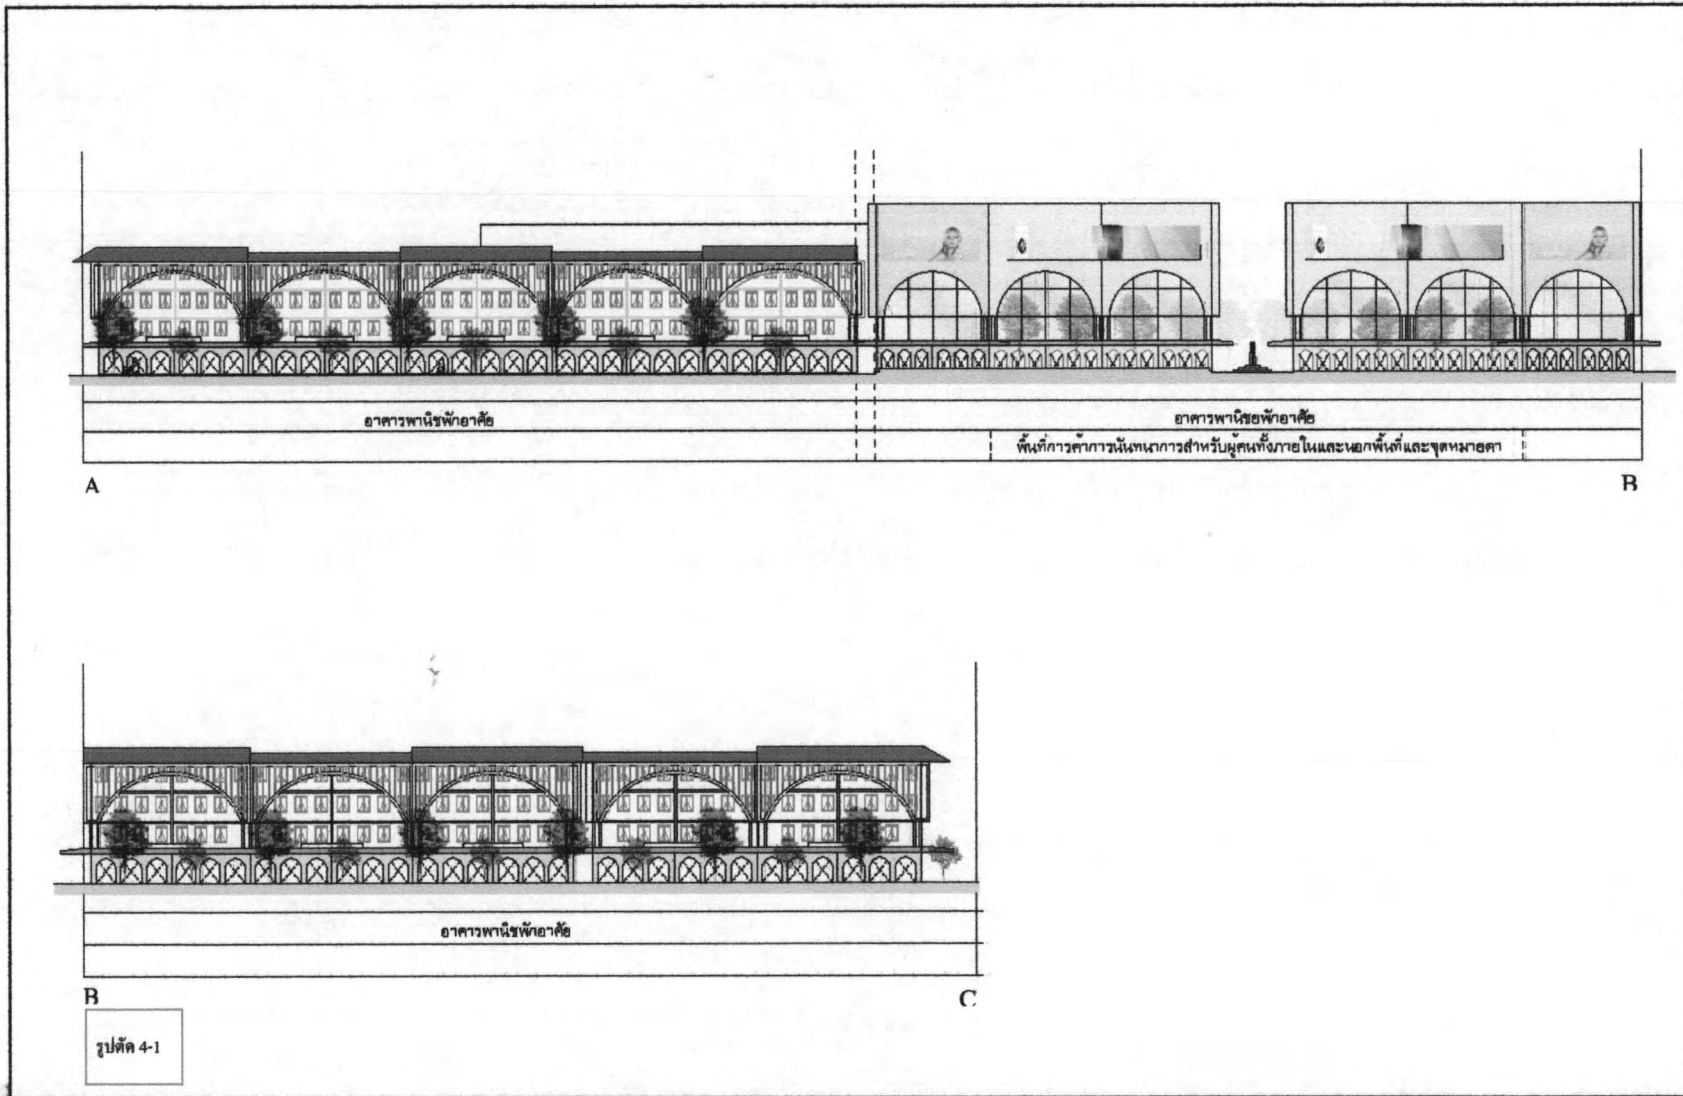 อาคารพานิชพักอาศัย
อาคารพานิชยพักอาศัย
พื้นที่การค้าการนันทนาการสำหรับผู้คนทั้งภายในและนอกพื้นที่และจุดหมายตา
A
B
อาคารพานิชพักอาศัย
B
C
รูปตัด 4-1